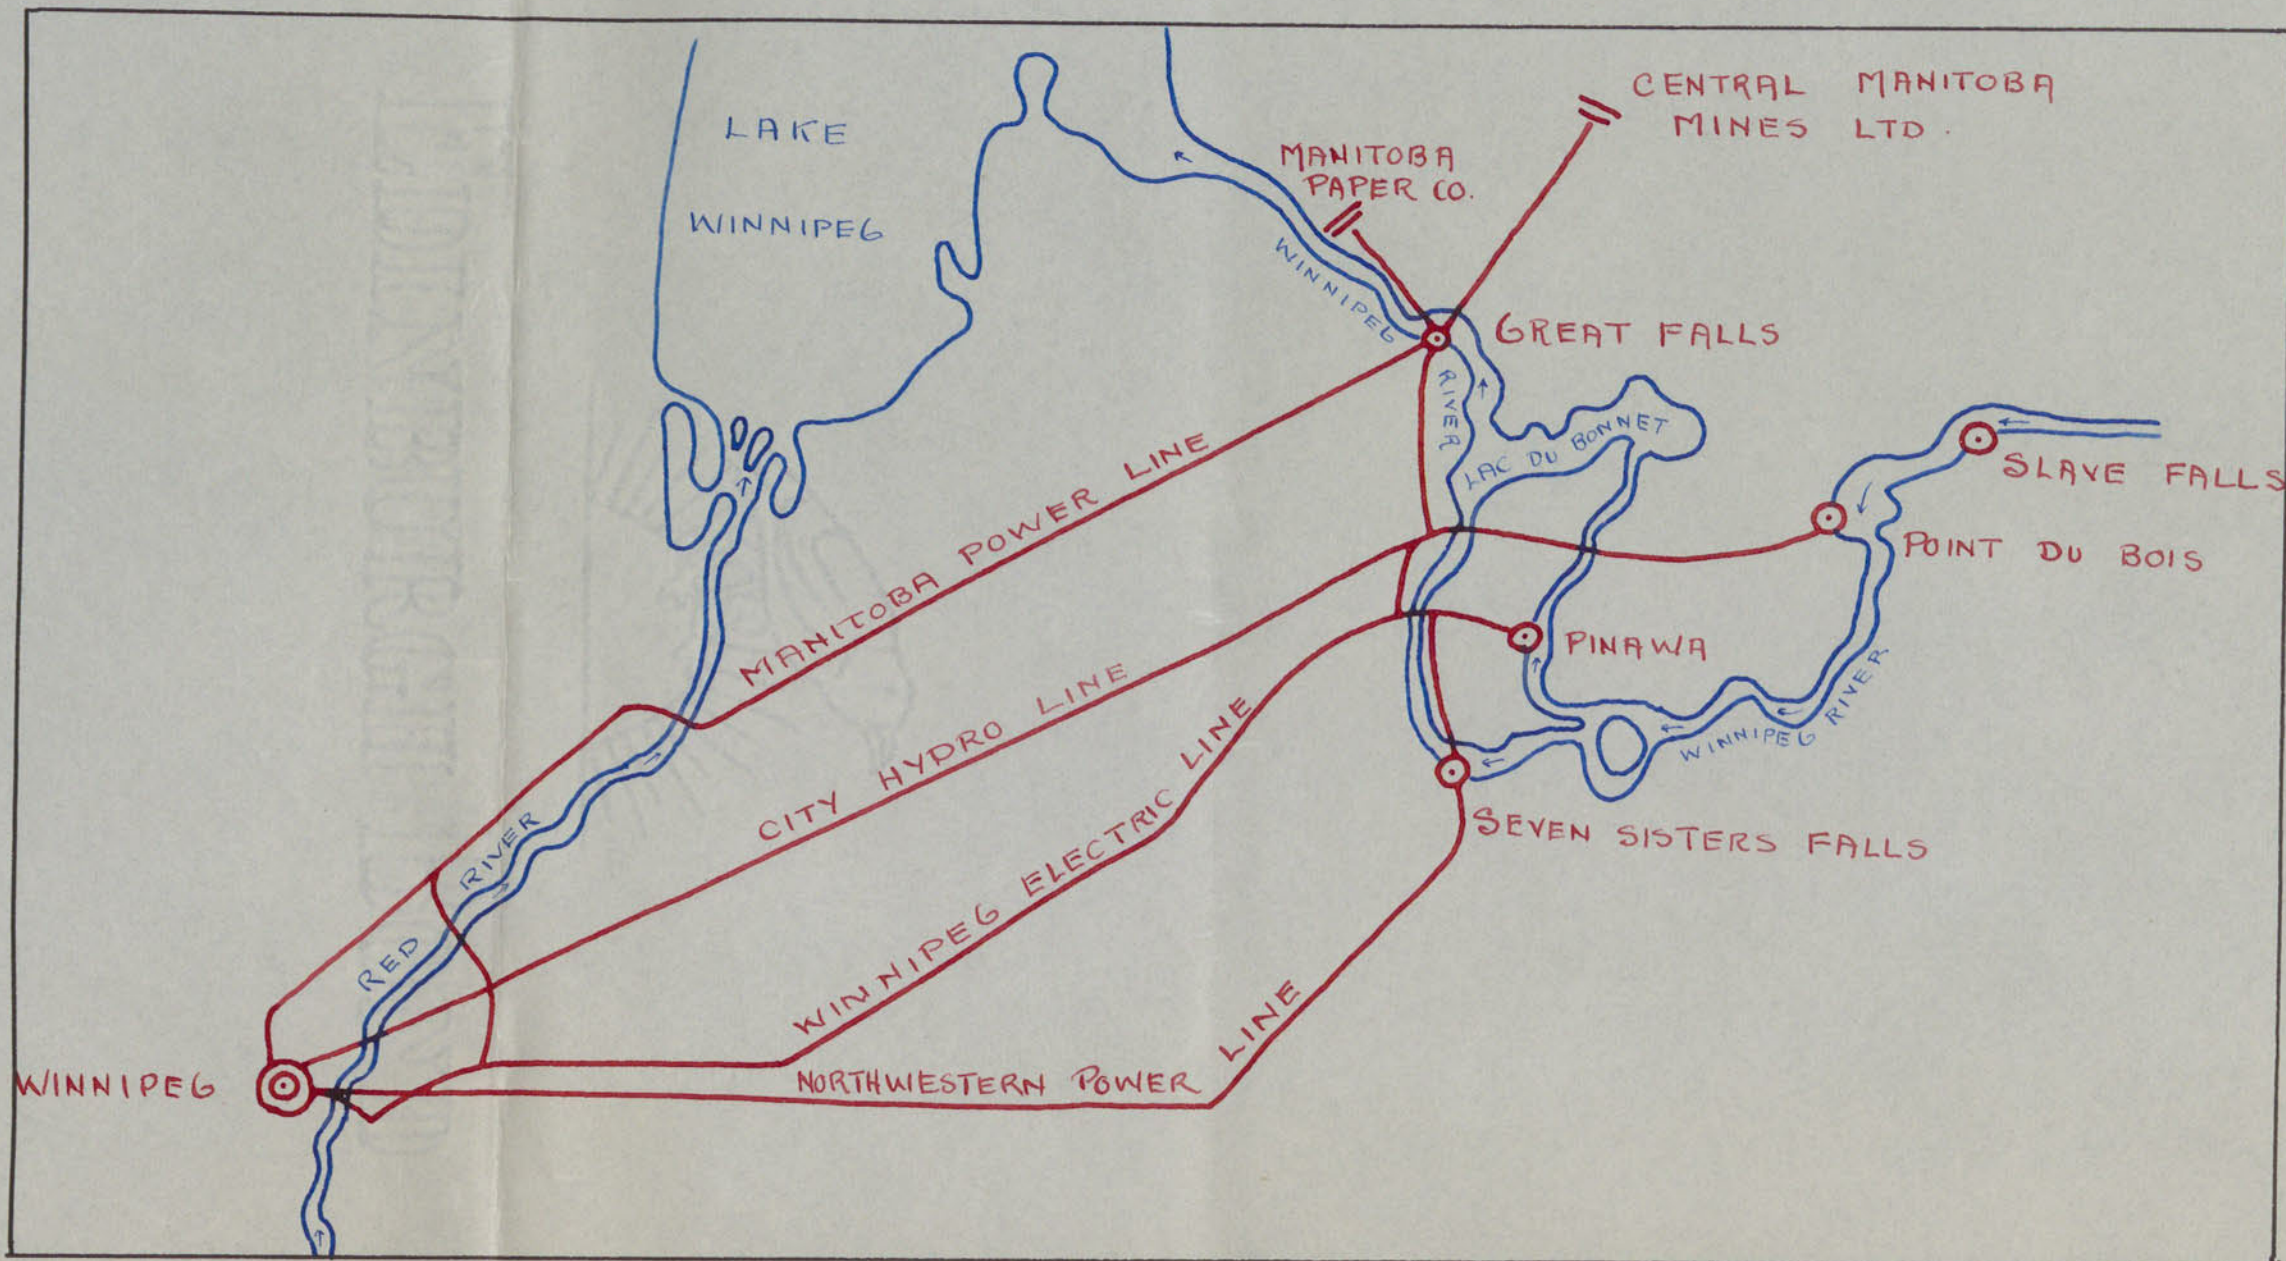 CENTRAL MANITOBA
MINES LTD.
LAKE
WINNIPEG
MANITOBA
PAPER CO.
WINNIPEG
RIVER
GREAT FALLS
LAC DU BONNET
SLAVE FALLS
POINT DU BOIS
MANITOBA POWER LINE
PINAWA
CITY HYDRO LINE
WINNIPEG RIVER
WINNIPEG ELECTRIC LINE
SEVEN SISTERS FALLS
RED RIVER
NORTHWESTERN POWER LINE
WINNIPEG